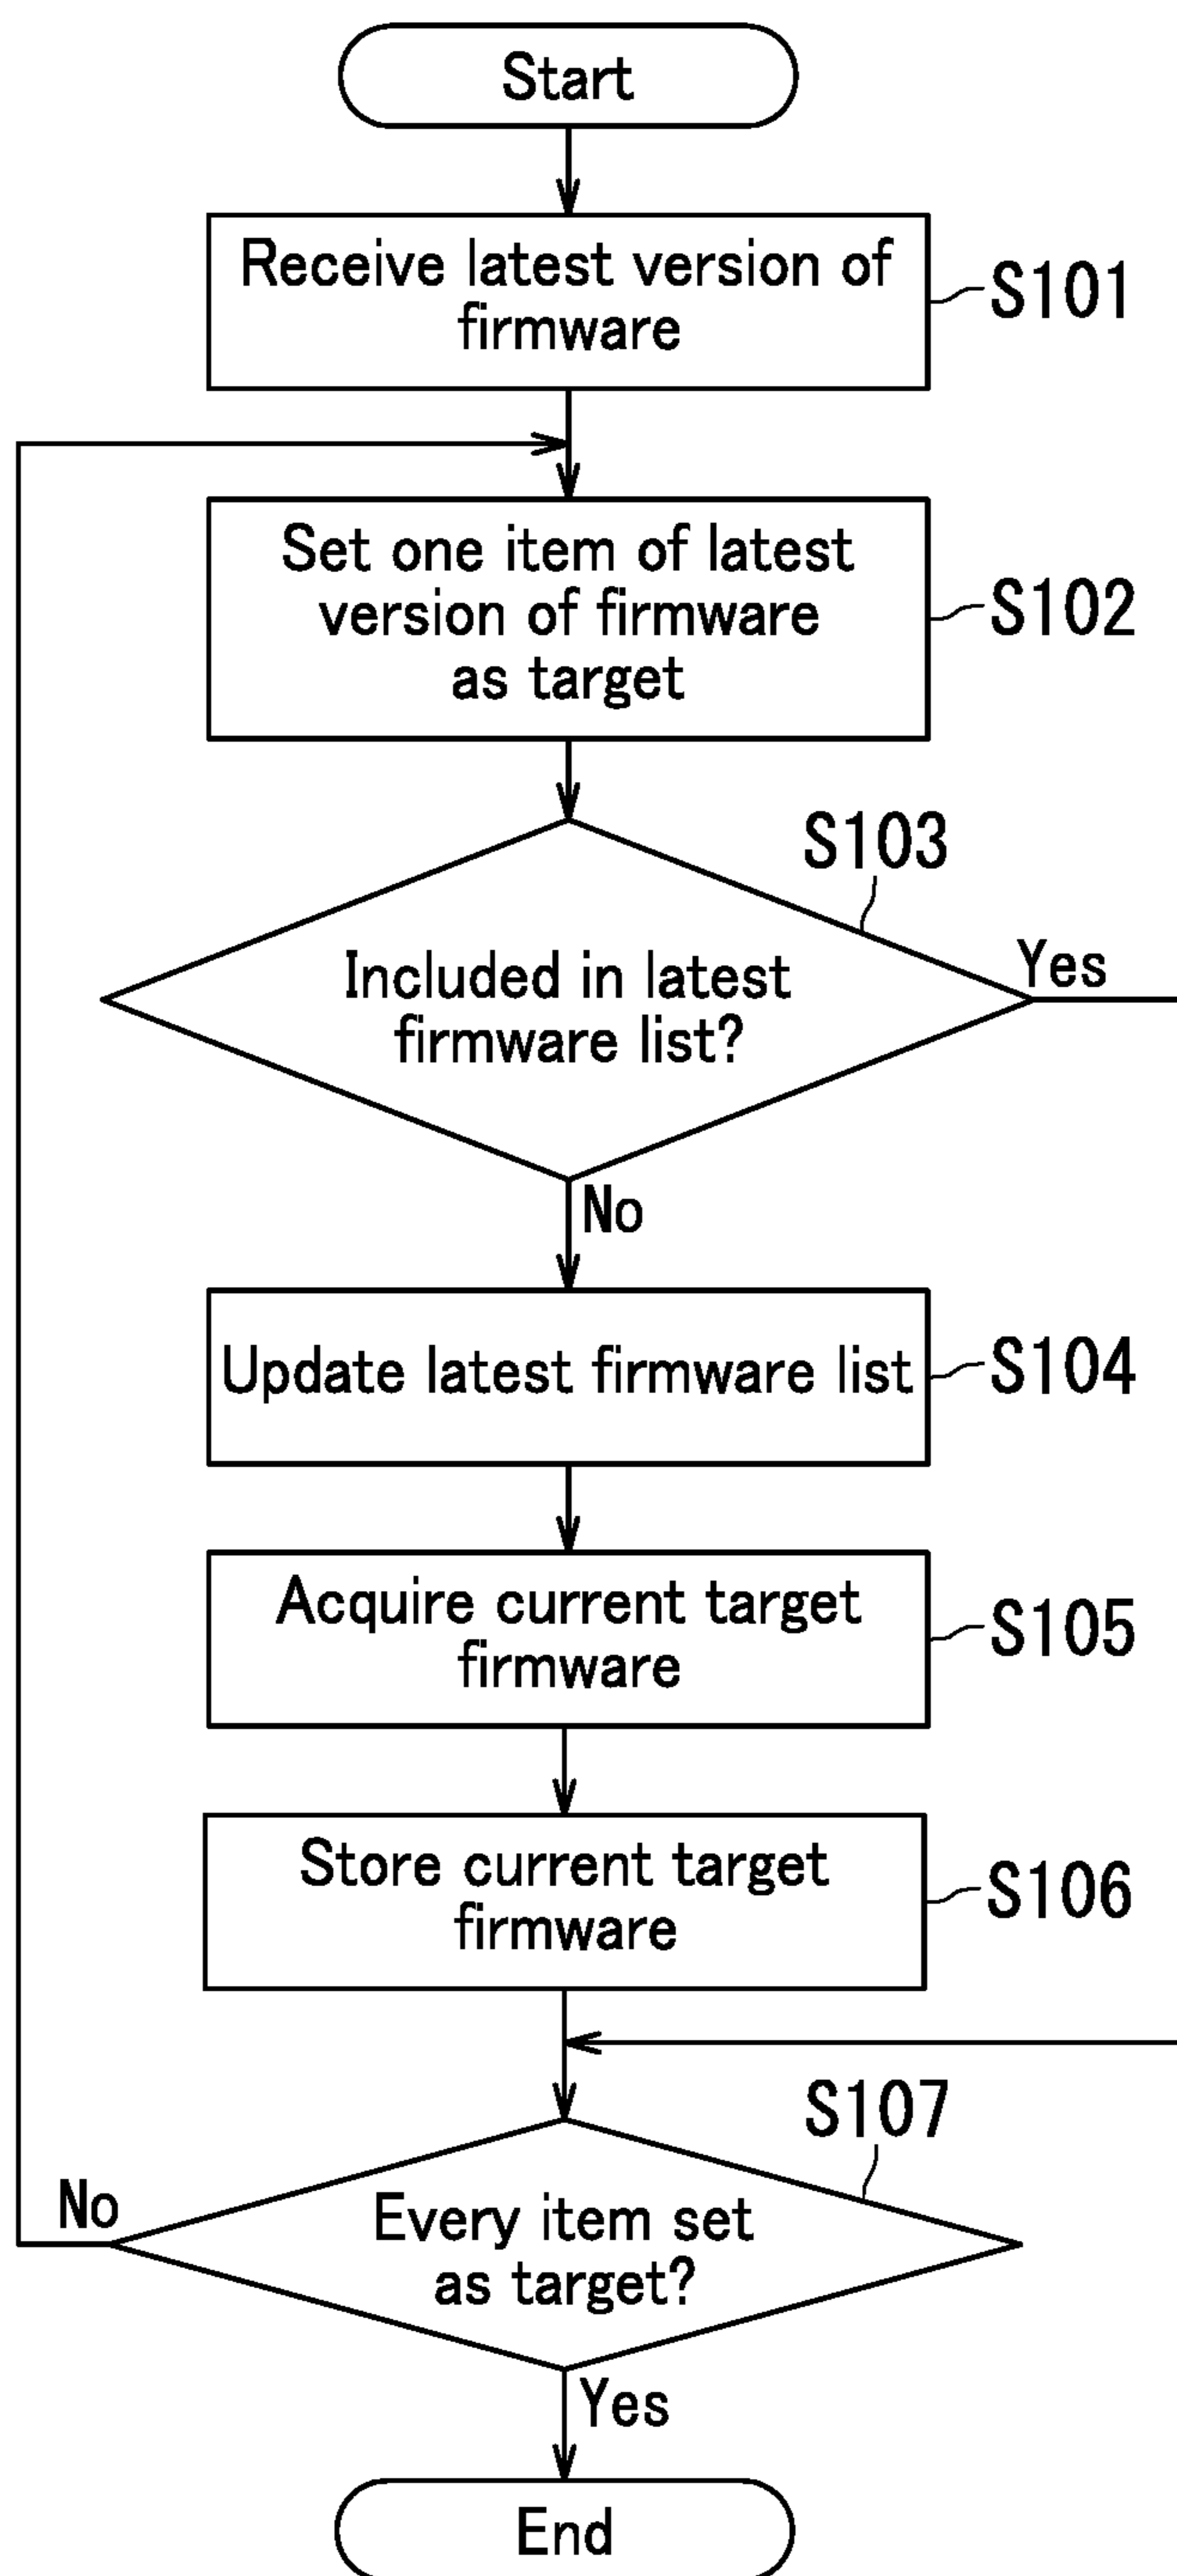 Start
Receive latest version of
firmware
S101
Set one item of latest
version of firmware
as target
S102
S103
Included in latest
firmware list?
Yes
No
Update latest firmware list
S104
Acquire current target
firmware
S105
Store current target
firmware
S106
S107
No
Every item set
as target?
Yes
End